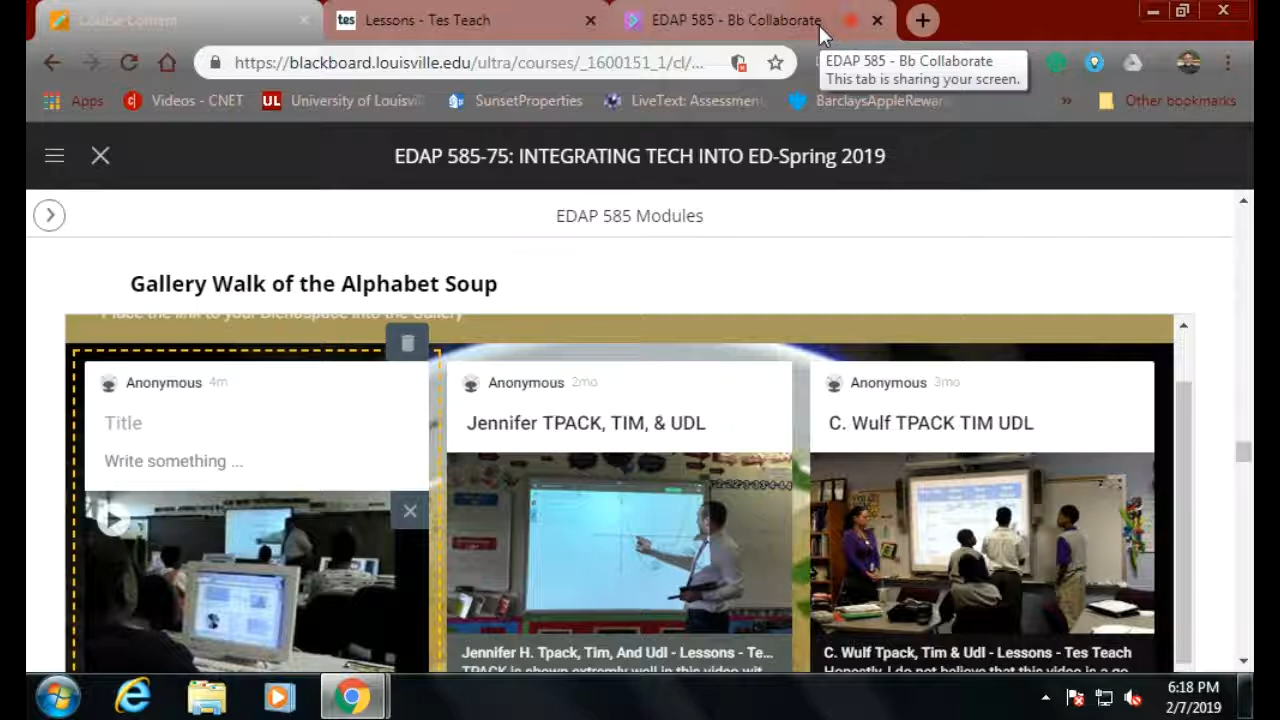 Course Content
Lessons - Tes Teach
EDAP 585 - Bb Collaborate
https://blackboard.louisville.edu/ultra/courses/_1600151_1/cl/...
EDAP 585 - Bb Collaborate
This tab is sharing your screen.
Apps
Videos - CNET
UL
University of Louisvil
SunsetProperties
LiveText: Assessmen
BarclaysAppleRewar
»
Other bookmarks
EDAP 585-75: INTEGRATING TECH INTO ED-Spring 2019
EDAP 585 Modules
Gallery Walk of the Alphabet Soup
Anonymous 4m
Title
Write something ...
Anonymous 2mo
Jennifer TPACK, TIM, & UDL
Jennifer H. Tpack, Tim, And Udl - Lessons - Te...
Anonymous 3mo
C. Wulf TPACK TIM UDL
C. Wulf Tpack, Tim & Udl - Lessons - Tes Teach
6:18 PM
2/7/2019